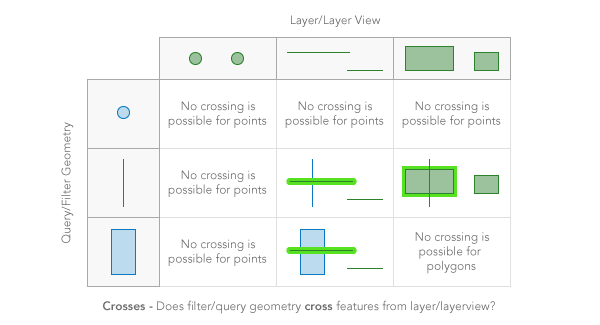 Layer/Layer View
Query/Filter Geometry
No crossing is
possible for points
No crossing is
possible for points
No crossing is
possible for points
No crossing is
possible for points
No crossing is
possible for points
No crossing is
possible for
polygons
Crosses - Does filter/query geometry cross features from layer/layerview?